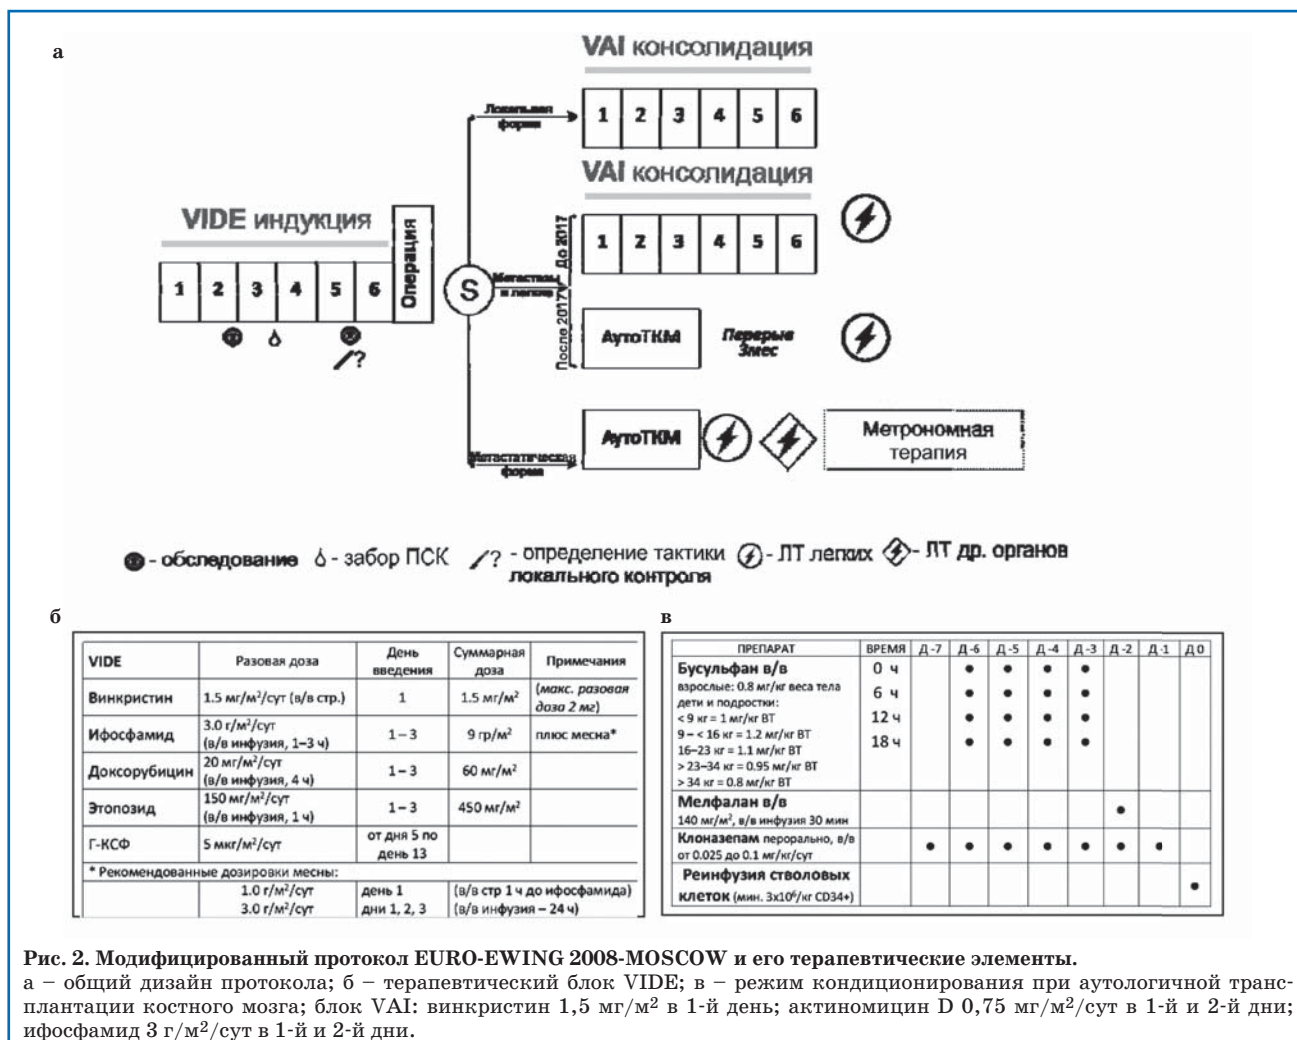 а
VAI консолидация
Локальная форма
1 2 3 4 5 6
VAI консолидация
VIDE индукция
1 2 3 4 5 6
Операция
S
Метастазы в легкие
До 2017
После 2017
1 2 3 4 5 6
АутоТКМ
Перерыв
3мес
?
Метастатическая форма
АутоТКМ
Метрономная
терапия
- обследование - забор ПСК ? - определение тактики - ЛТ легких - ЛТ др. органов
локального контроля
б
VIDE Разовая доза День введения Суммарная доза Примечания
Винкристин 1.5 мг/м²/сут (в/в стр.) 1 1.5 мг/м² (макс. разовая доза 2 мг)
Ифосфамид 3.0 г/м²/сут (в/в инфузия, 1–3 ч) 1 – 3 9 гр/м² плюс месна*
Доксорубицин 20 мг/м²/сут (в/в инфузия, 4 ч) 1 – 3 60 мг/м²
Этопозид 150 мг/м²/сут (в/в инфузия, 1 ч) 1 – 3 450 мг/м²
Г-КСФ 5 мкг/м²/сут от дня 5 по день 13
* Рекомендованные дозировки месны:
1.0 г/м²/сут день 1 (в/в стр 1 ч до ифосфамида)
3.0 г/м²/сут дни 1, 2, 3 (в/в инфузия – 24 ч)
в
ПРЕПАРАТ ВРЕМЯ Д -7 Д -6 Д -5 Д -4 Д -3 Д -2 Д -1 Д 0
Бусульфан в/в 0 ч • • • •
взрослые: 0.8 мг/кг веса тела 6 ч • • • •
дети и подростки:
< 9 кг = 1 мг/кг ВТ 12 ч • • • •
9 – < 16 кг = 1.2 мг/кг ВТ 18 ч • • • •
16–23 кг = 1.1 мг/кг ВТ
> 23–34 кг = 0.95 мг/кг ВТ
> 34 кг = 0.8 мг/кг ВТ
Мелфалан в/в •
140 мг/м², в/в инфузия 30 мин
Клоназепам перорально, в/в • • • • • • •
от 0.025 до 0.1 мг/кг/сут
Реинфузия стволовых •
клеток (мин. 3x10⁶/кг CD34+)
Рис. 2. Модифицированный протокол EURO-EWING 2008-MOSCOW и его терапевтические элементы.
а – общий дизайн протокола; б – терапевтический блок VIDE; в – режим кондиционирования при аутологичной транс-
плантации костного мозга; блок VAI: винкристин 1,5 мг/м² в 1-й день; актиномицин D 0,75 мг/м²/сут в 1-й и 2-й дни;
ифосфамид 3 г/м²/сут в 1-й и 2-й дни.